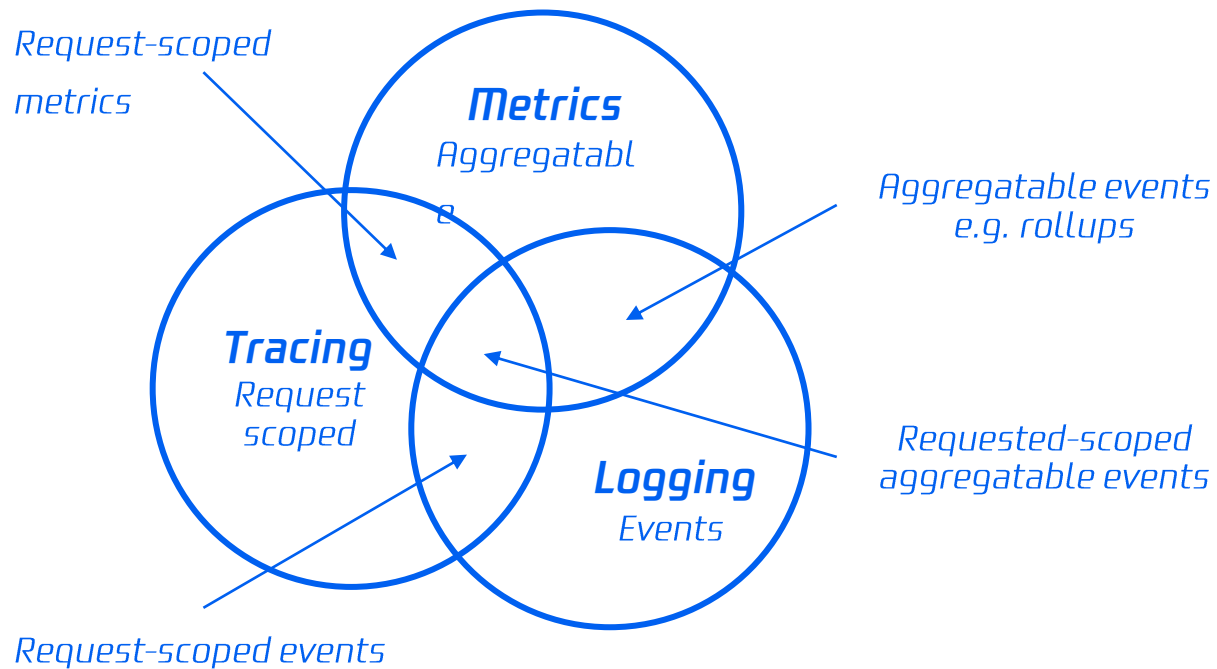 Request-scoped
metrics
Metrics
Aggregatabl
e
Aggregatable events
e.g. rollups
Tracing
Request
scoped
Requested-scoped
aggregatable events
Logging
Events
Request-scoped events